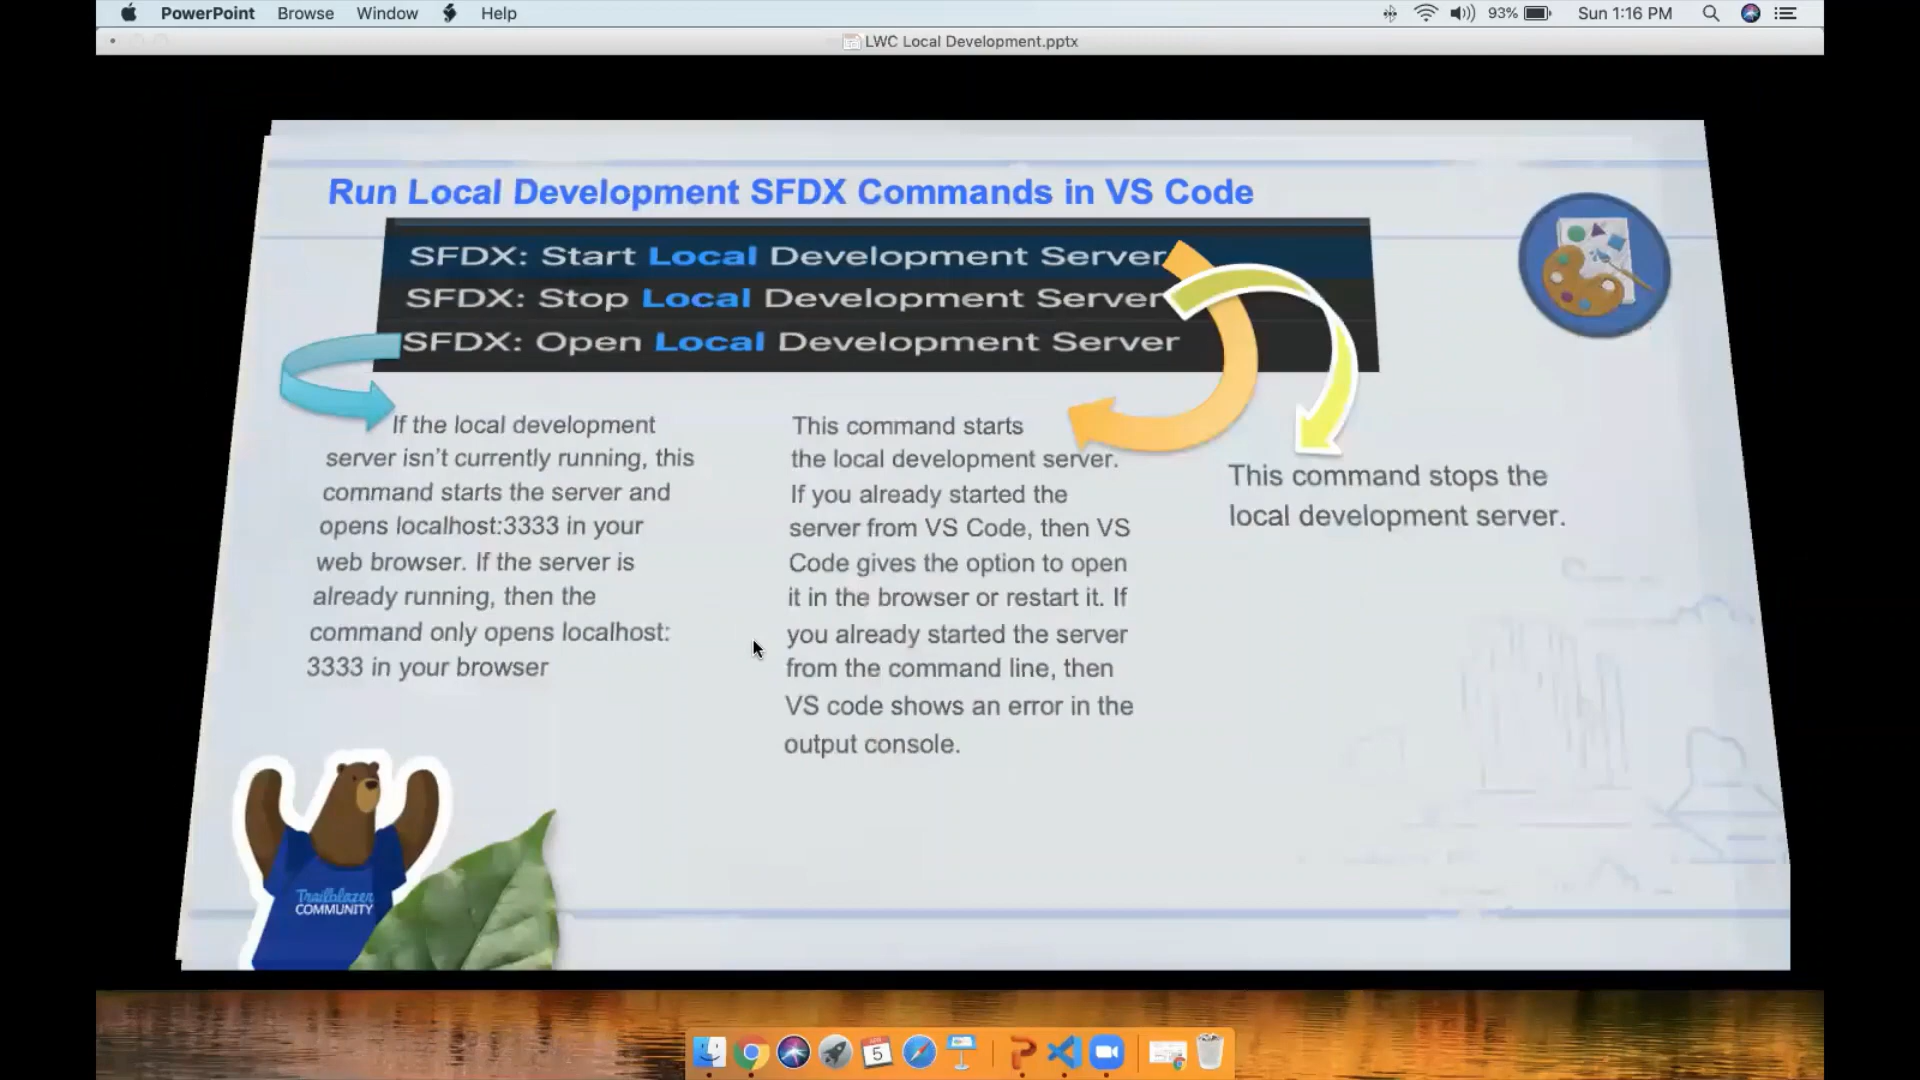 PowerPoint Browse Window Help
93% Sun 1:16 PM
LWC Local Development.pptx
Run Local Development SFDX Commands in VS Code
SFDX: Start Local Development Server
SFDX: Stop Local Development Server
SFDX: Open Local Development Server
If the local development
server isn’t currently running, this
command starts the server and
opens localhost:3333 in your
web browser. If the server is
already running, then the
command only opens localhost:
3333 in your browser
This command starts
the local development server.
If you already started the
server from VS Code, then VS
Code gives the option to open
it in the browser or restart it. If
you already started the server
from the command line, then
VS code shows an error in the
output console.
This command stops the
local development server.
Trailblazer
COMMUNITY
5